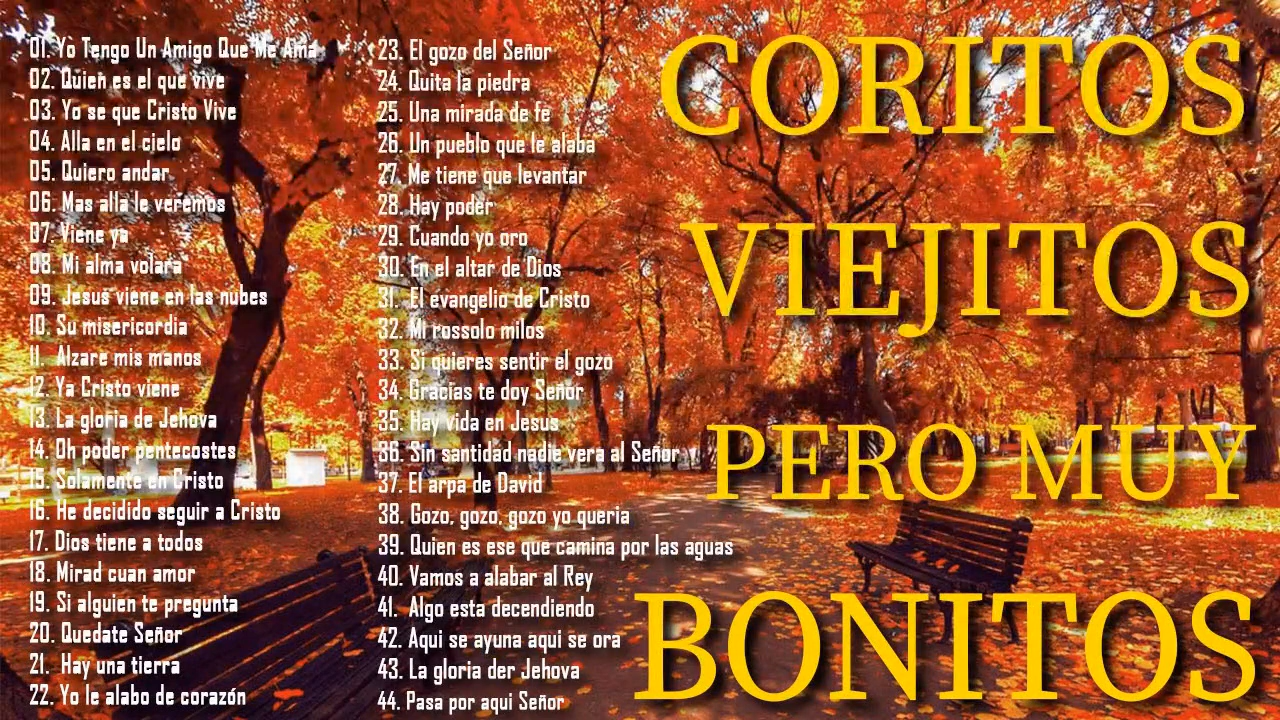 01. Yo Tengo Un Amigo Que Me Ama
02. Quien es el que vive
03. Yo se que Cristo Vive
04. Alla en el cielo
05. Quiero andar
06. Mas alla le veremos
07. Viene ya
08. Mi alma volara
09. Jesus viene en las nubes
10. Su misericordia
11. Alzare mis manos
12. Ya Cristo viene
13. La gloria de Jehova
14. Oh poder pentecostes
15. Solamente en Cristo
16. He decidido seguir a Cristo
17. Dios tiene a todos
18. Mirad cuan amor
19. Si alguien te pregunta
20. Quedate Señor
21. Hay una tierra
22. Yo le alabo de corazón
23. El gozo del Señor
24. Quita la piedra
25. Una mirada de fe
26. Un pueblo que le alaba
27. Me tiene que levantar
28. Hay poder
29. Cuando yo oro
30. En el altar de Dios
31. El evangelio de Cristo
32. Mi rossolo milos
33. Si quieres sentir el gozo
34. Gracias te doy Señor
35. Hay vida en Jesus
36. Sin santidad nadie vera al Señor
37. El arpa de David
38. Gozo, gozo, gozo yo queria
39. Quien es ese que camina por las aguas
40. Vamos a alabar al Rey
41. Algo esta decendiendo
42. Aqui se ayuna aqui se ora
43. La gloria der Jehova
44. Pasa por aqui Señor
CORITOS
VIEJITOS
PERO MUY
BONITOS